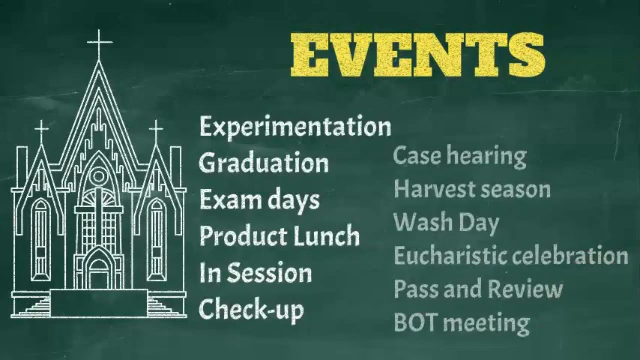 EVENTS
Experimentation
Graduation
Exam days
Product Lunch
In Session
Check-up
Case hearing
Harvest season
Wash Day
Eucharistic celebration
Pass and Review
BOT meeting